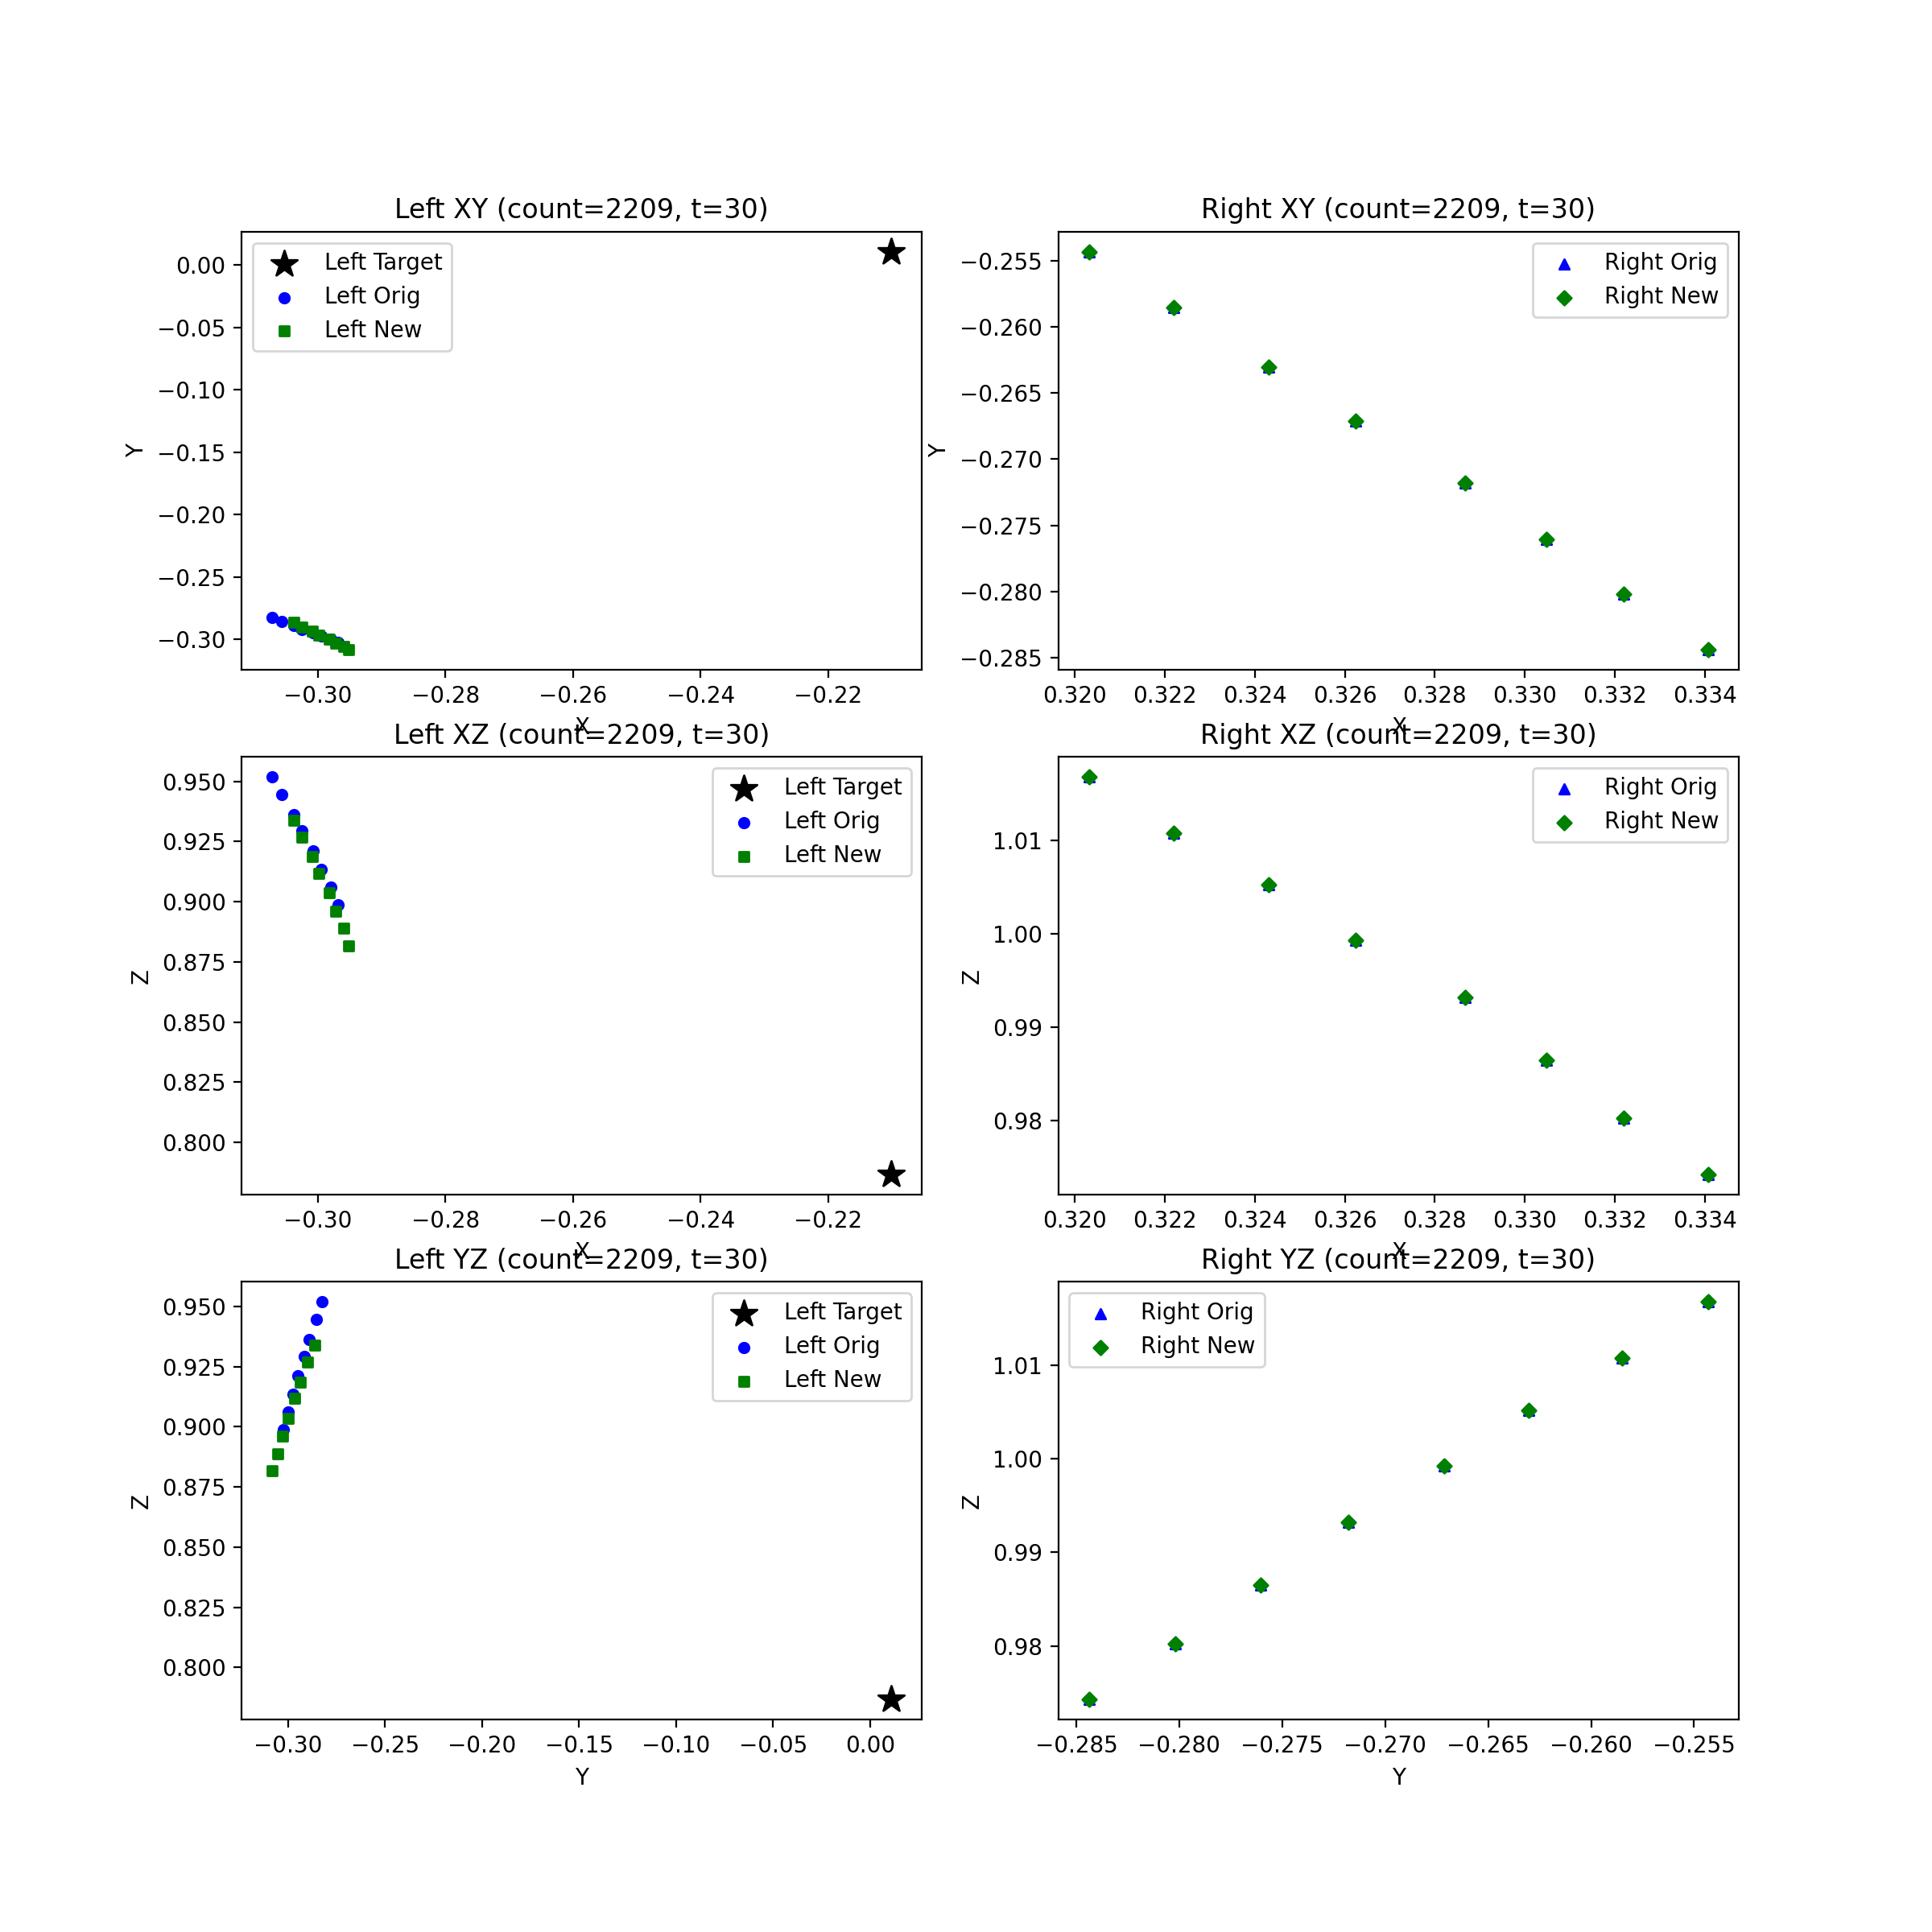 Left XY (count=2209, t=30)
Left Target
Left Orig
Left New
0.00
−0.05
−0.10
−0.15
−0.20
−0.25
−0.30
Y
−0.30
−0.28
−0.26
−0.24
−0.22
X
Right XY (count=2209, t=30)
Right Orig
Right New
−0.255
−0.260
−0.265
−0.270
−0.275
−0.280
−0.285
Y
0.320
0.322
0.324
0.326
0.328
0.330
0.332
0.334
X
Left XZ (count=2209, t=30)
Left Target
Left Orig
Left New
0.950
0.925
0.900
0.875
0.850
0.825
0.800
Z
−0.30
−0.28
−0.26
−0.24
−0.22
X
Right XZ (count=2209, t=30)
Right Orig
Right New
1.01
1.00
0.99
0.98
Z
0.320
0.322
0.324
0.326
0.328
0.330
0.332
0.334
X
Left YZ (count=2209, t=30)
Left Target
Left Orig
Left New
0.950
0.925
0.900
0.875
0.850
0.825
0.800
Z
−0.30
−0.25
−0.20
−0.15
−0.10
−0.05
0.00
Y
Right YZ (count=2209, t=30)
Right Orig
Right New
1.01
1.00
0.99
0.98
Z
−0.285
−0.280
−0.275
−0.270
−0.265
−0.260
−0.255
Y